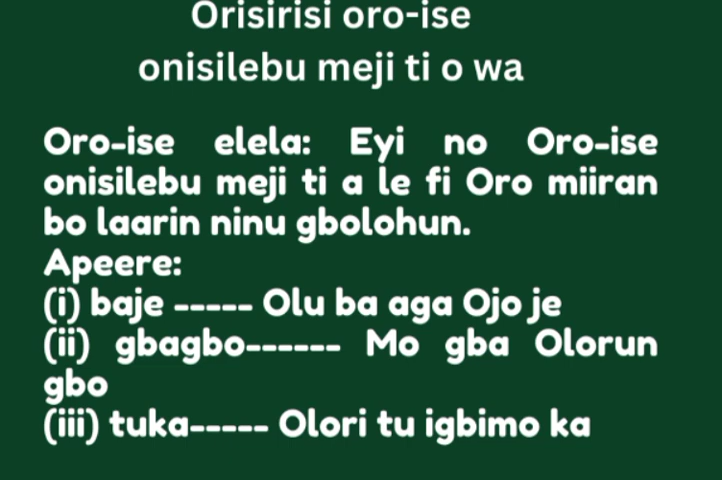 Orisirisi oro-ise
onisilebu meji ti o wa
Oro-ise elela: Eyi no Oro-ise
onisilebu meji ti a le fi Oro miiran
bo laarin ninu gbolohun.
Apeere:
(i) baje ----- Olu ba aga Ojo je
(ii) gbagbo------ Mo gba Olorun
gbo
(iii) tuka----- Olori tu igbimo ka